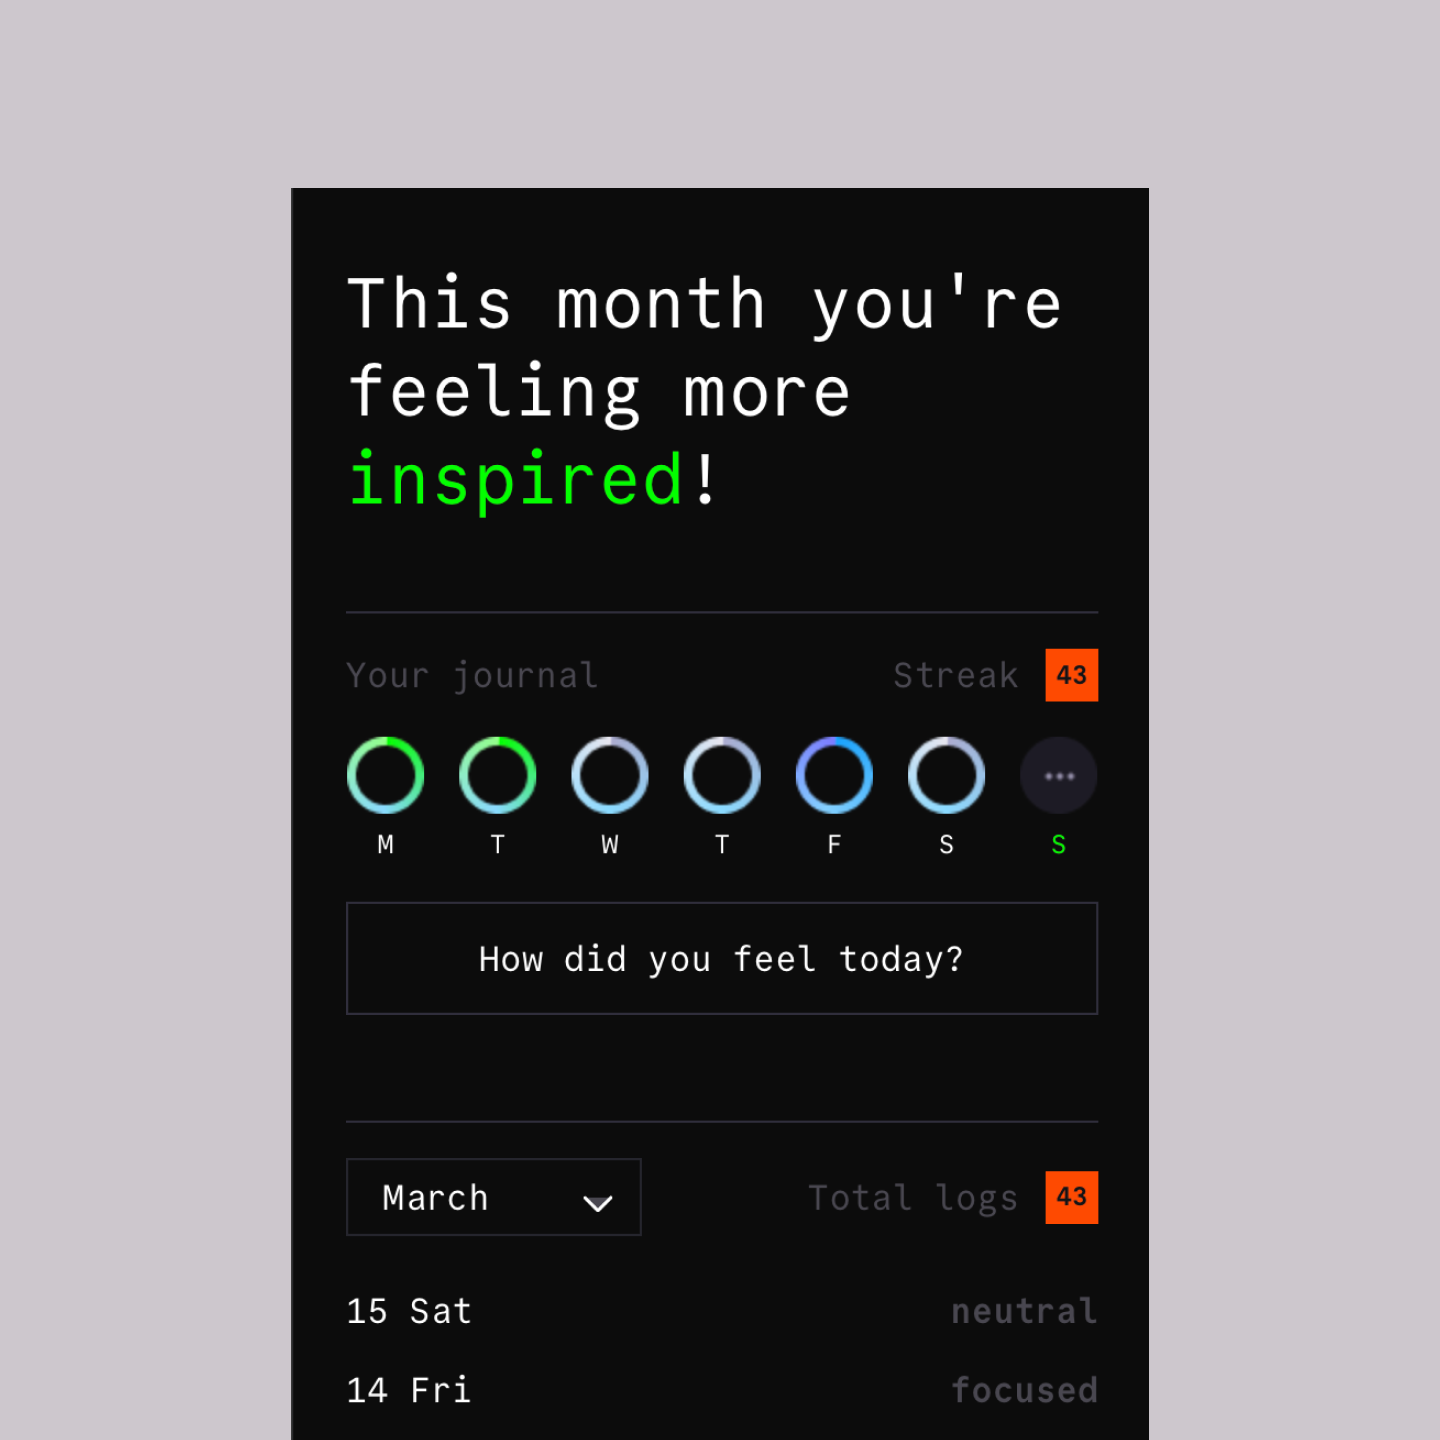 This month you're
feeling more
inspired!
Your journal
Streak 43
M T W T F S S
How did you feel today?
March
Total logs 43
15 Sat neutral
14 Fri focused